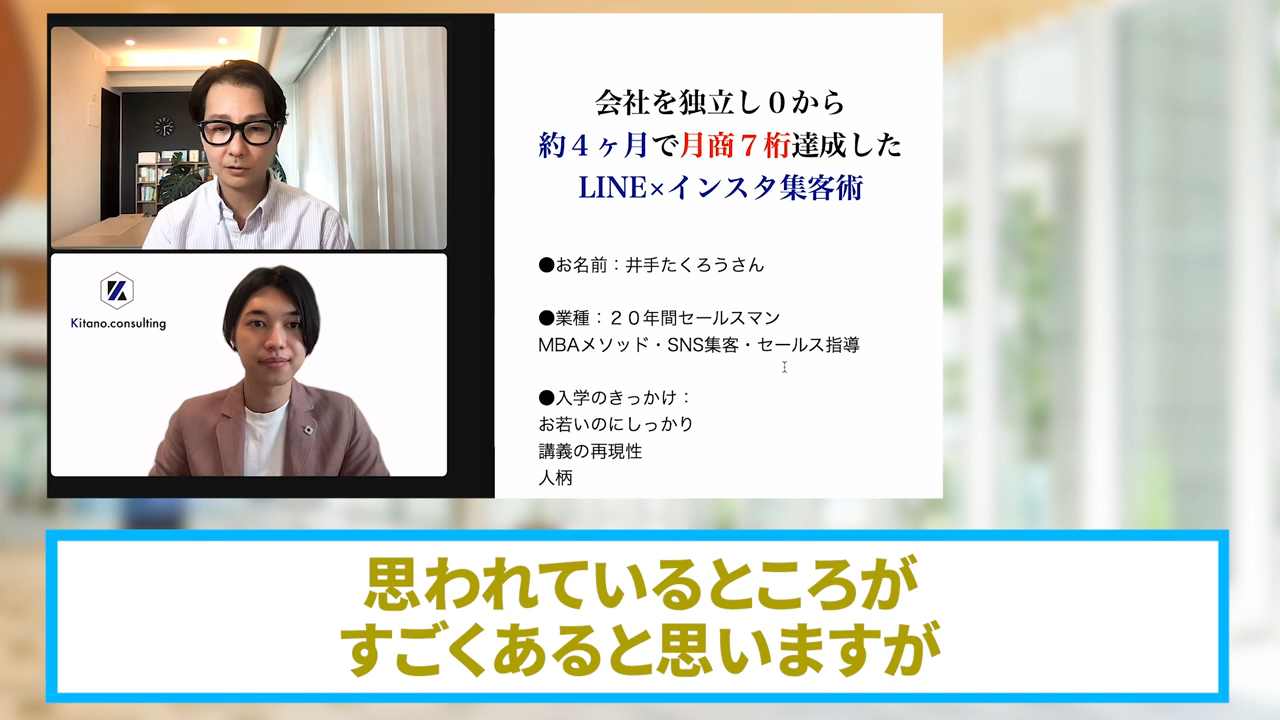 Kitano.consulting
会社を独立し０から
約４ヶ月で月商７桁達成した
LINE×インスタ集客術
●お名前：井手たくろうさん
●業種：２０年間セールスマン
MBAメソッド・SNS集客・セールス指導
●入学のきっかけ：
お若いのにしっかり
講義の再現性
人柄
思われているところが
すごくあると思いますが